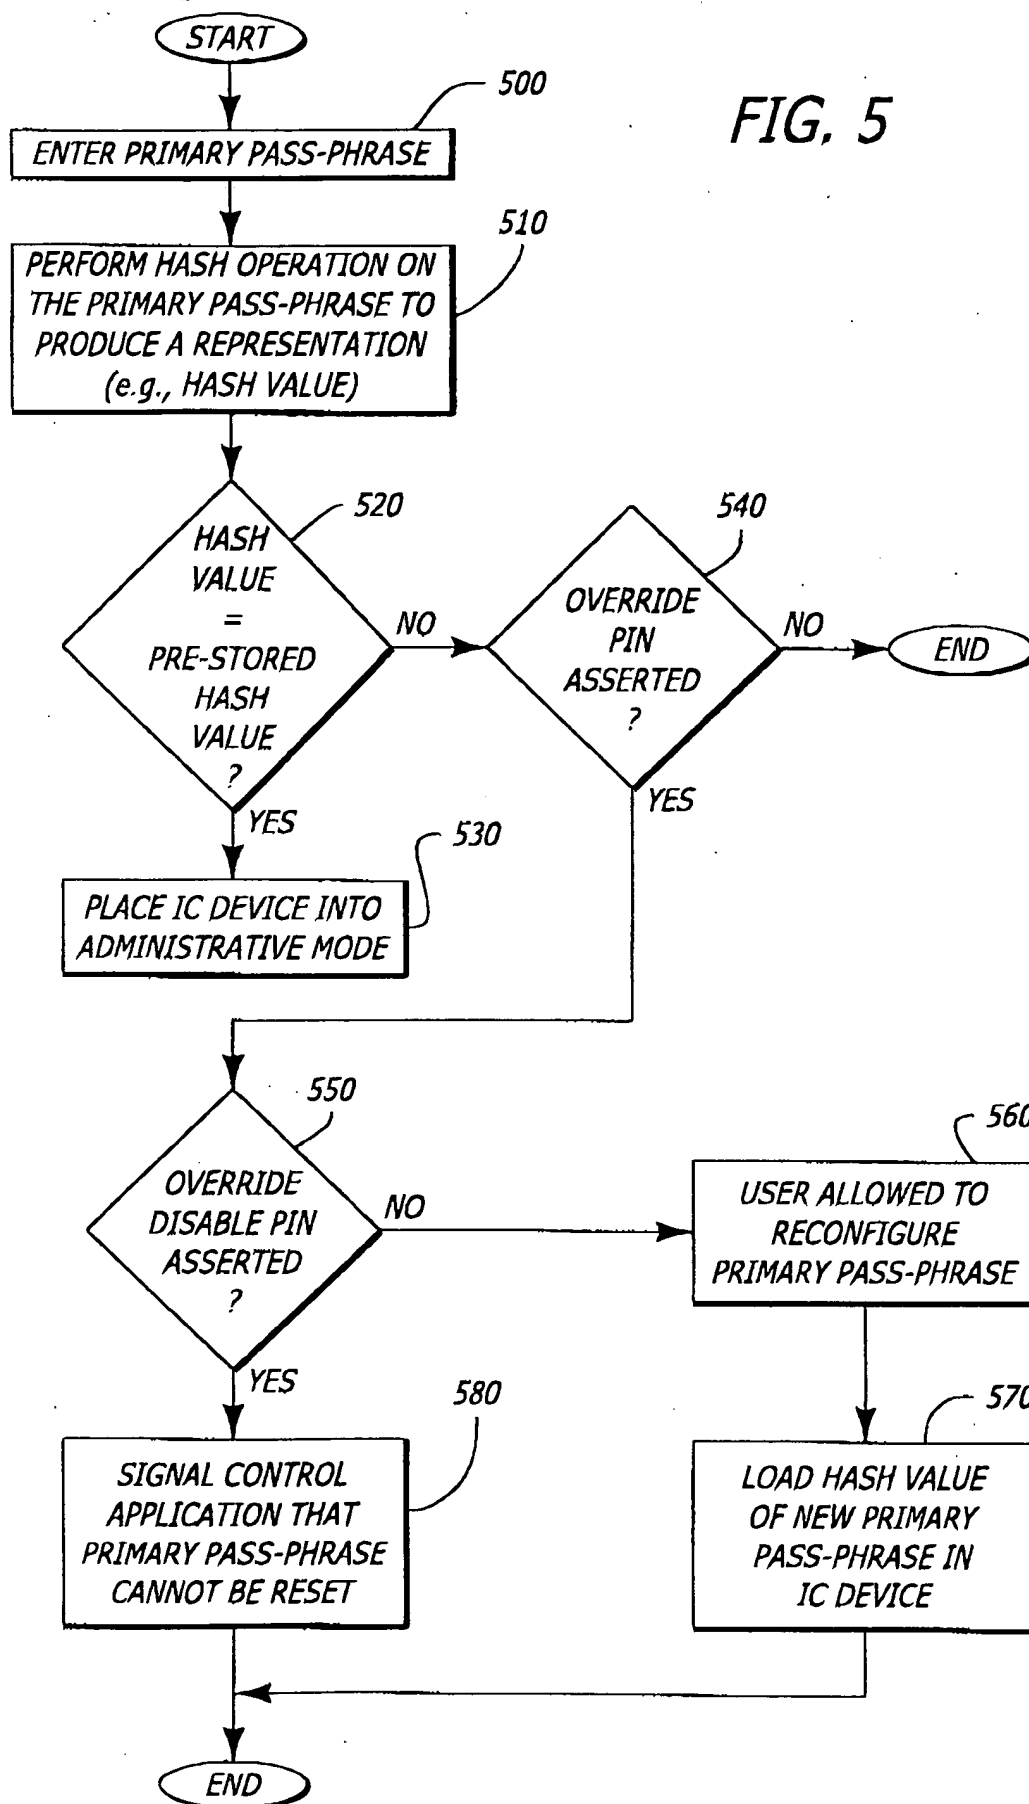 START
500
FIG. 5
ENTER PRIMARY PASS-PHRASE
510
PERFORM HASH OPERATION ON
THE PRIMARY PASS-PHRASE TO
PRODUCE A REPRESENTATION
(e.g., HASH VALUE)
520
HASH
VALUE
=
PRE-STORED
HASH
VALUE
?
NO
YES
540
OVERRIDE
PIN
ASSERTED
?
NO
END
YES
530
PLACE IC DEVICE INTO
ADMINISTRATIVE MODE
550
OVERRIDE
DISABLE PIN
ASSERTED
?
NO
YES
560
USER ALLOWED TO
RECONFIGURE
PRIMARY PASS-PHRASE
580
SIGNAL CONTROL
APPLICATION THAT
PRIMARY PASS-PHRASE
CANNOT BE RESET
570
LOAD HASH VALUE
OF NEW PRIMARY
PASS-PHRASE IN
IC DEVICE
END